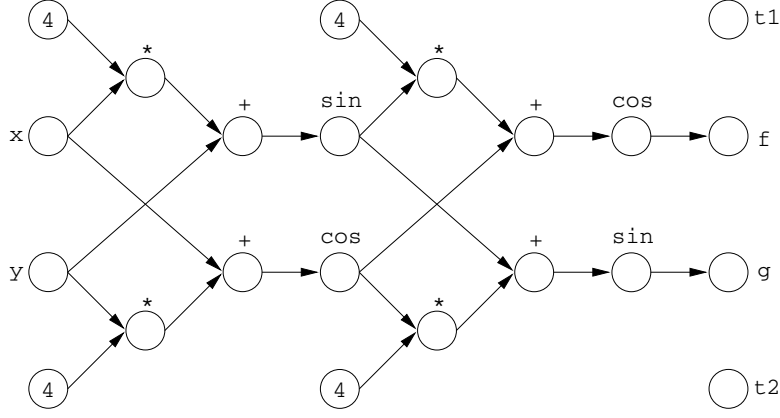 4 4 t1
* *
+ sin + cos
x f
+ cos + sin
y g
* *
4 4 t2